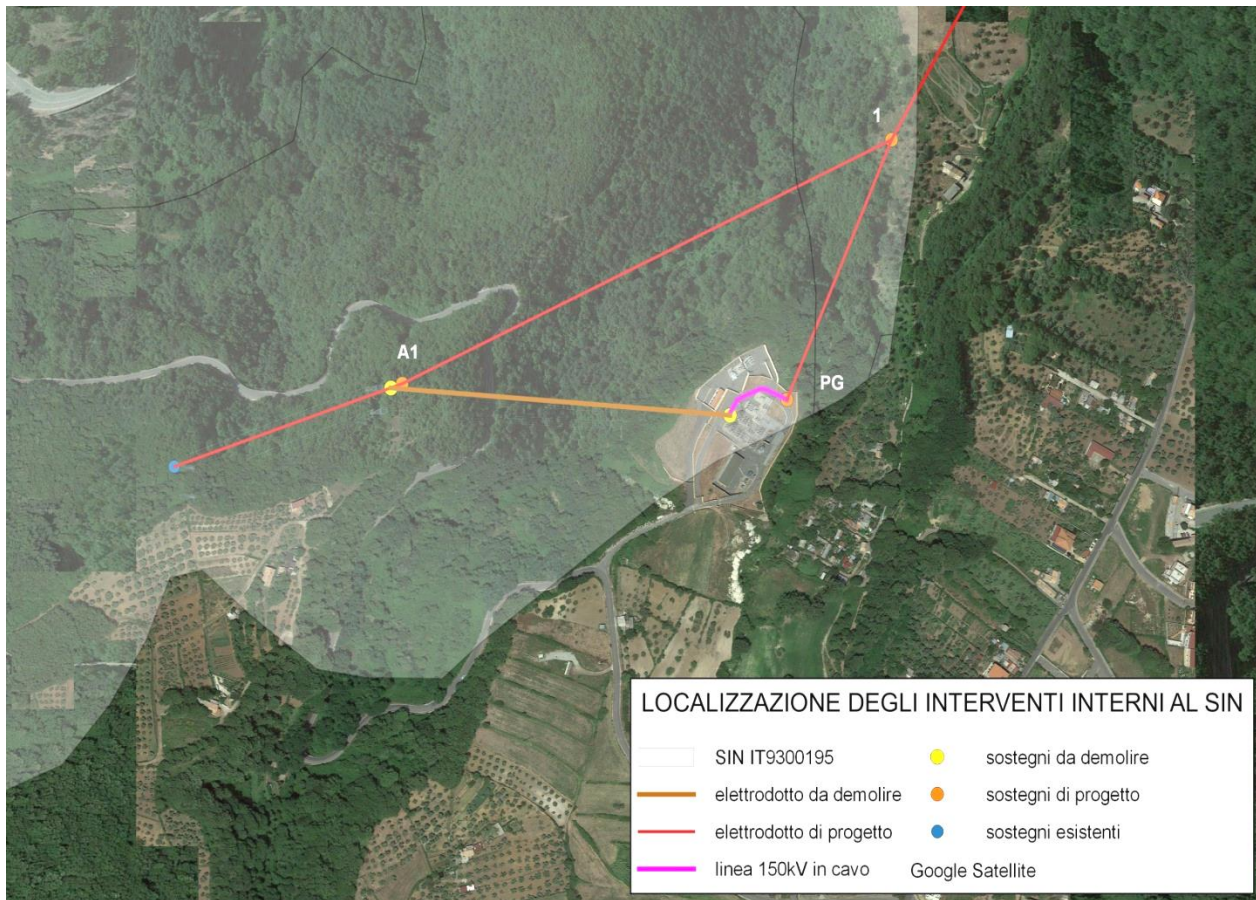 1
A1
PG
LOCALIZZAZIONE DEGLI INTERVENTI INTERNI AL SIN
SIN IT9300195
sostegni da demolire
elettrodotto da demolire
sostegni di progetto
elettrodotto di progetto
sostegni esistenti
linea 150kV in cavo
Google Satellite